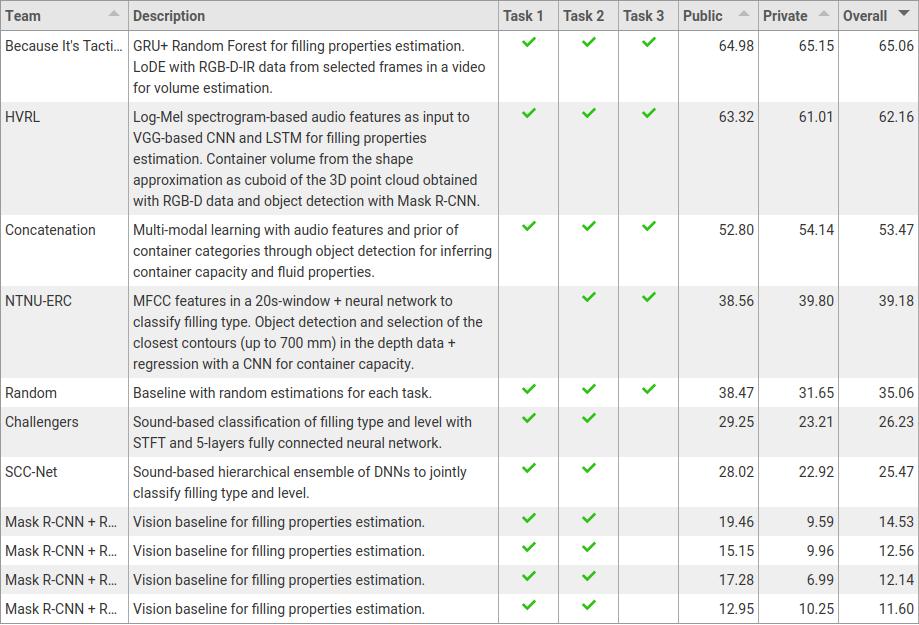 Team Description Task 1 Task 2 Task 3 Public Private Overall
Because It's Tacti... GRU+ Random Forest for filling properties estimation. 64.98 65.15 65.06
LoDE with RGB-D-IR data from selected frames in a video
for volume estimation.
HVRL Log-Mel spectrogram-based audio features as input to 63.32 61.01 62.16
VGG-based CNN and LSTM for filling properties
estimation. Container volume from the shape
approximation as cuboid of the 3D point cloud obtained
with RGB-D data and object detection with Mask R-CNN.
Concatenation Multi-modal learning with audio features and prior of 52.80 54.14 53.47
container categories through object detection for inferring
container capacity and fluid properties.
NTNU-ERC MFCC features in a 20s-window + neural network to 38.56 39.80 39.18
classify filling type. Object detection and selection of the
closest contours (up to 700 mm) in the depth data +
regression with a CNN for container capacity.
Random Baseline with random estimations for each task. 38.47 31.65 35.06
Challengers Sound-based classification of filling type and level with 29.25 23.21 26.23
STFT and 5-layers fully connected neural network.
SCC-Net Sound-based hierarchical ensemble of DNNs to jointly 28.02 22.92 25.47
classify filling type and level.
Mask R-CNN + R... Vision baseline for filling properties estimation. 19.46 9.59 14.53
Mask R-CNN + R... Vision baseline for filling properties estimation. 15.15 9.96 12.56
Mask R-CNN + R... Vision baseline for filling properties estimation. 17.28 6.99 12.14
Mask R-CNN + R... Vision baseline for filling properties estimation. 12.95 10.25 11.60